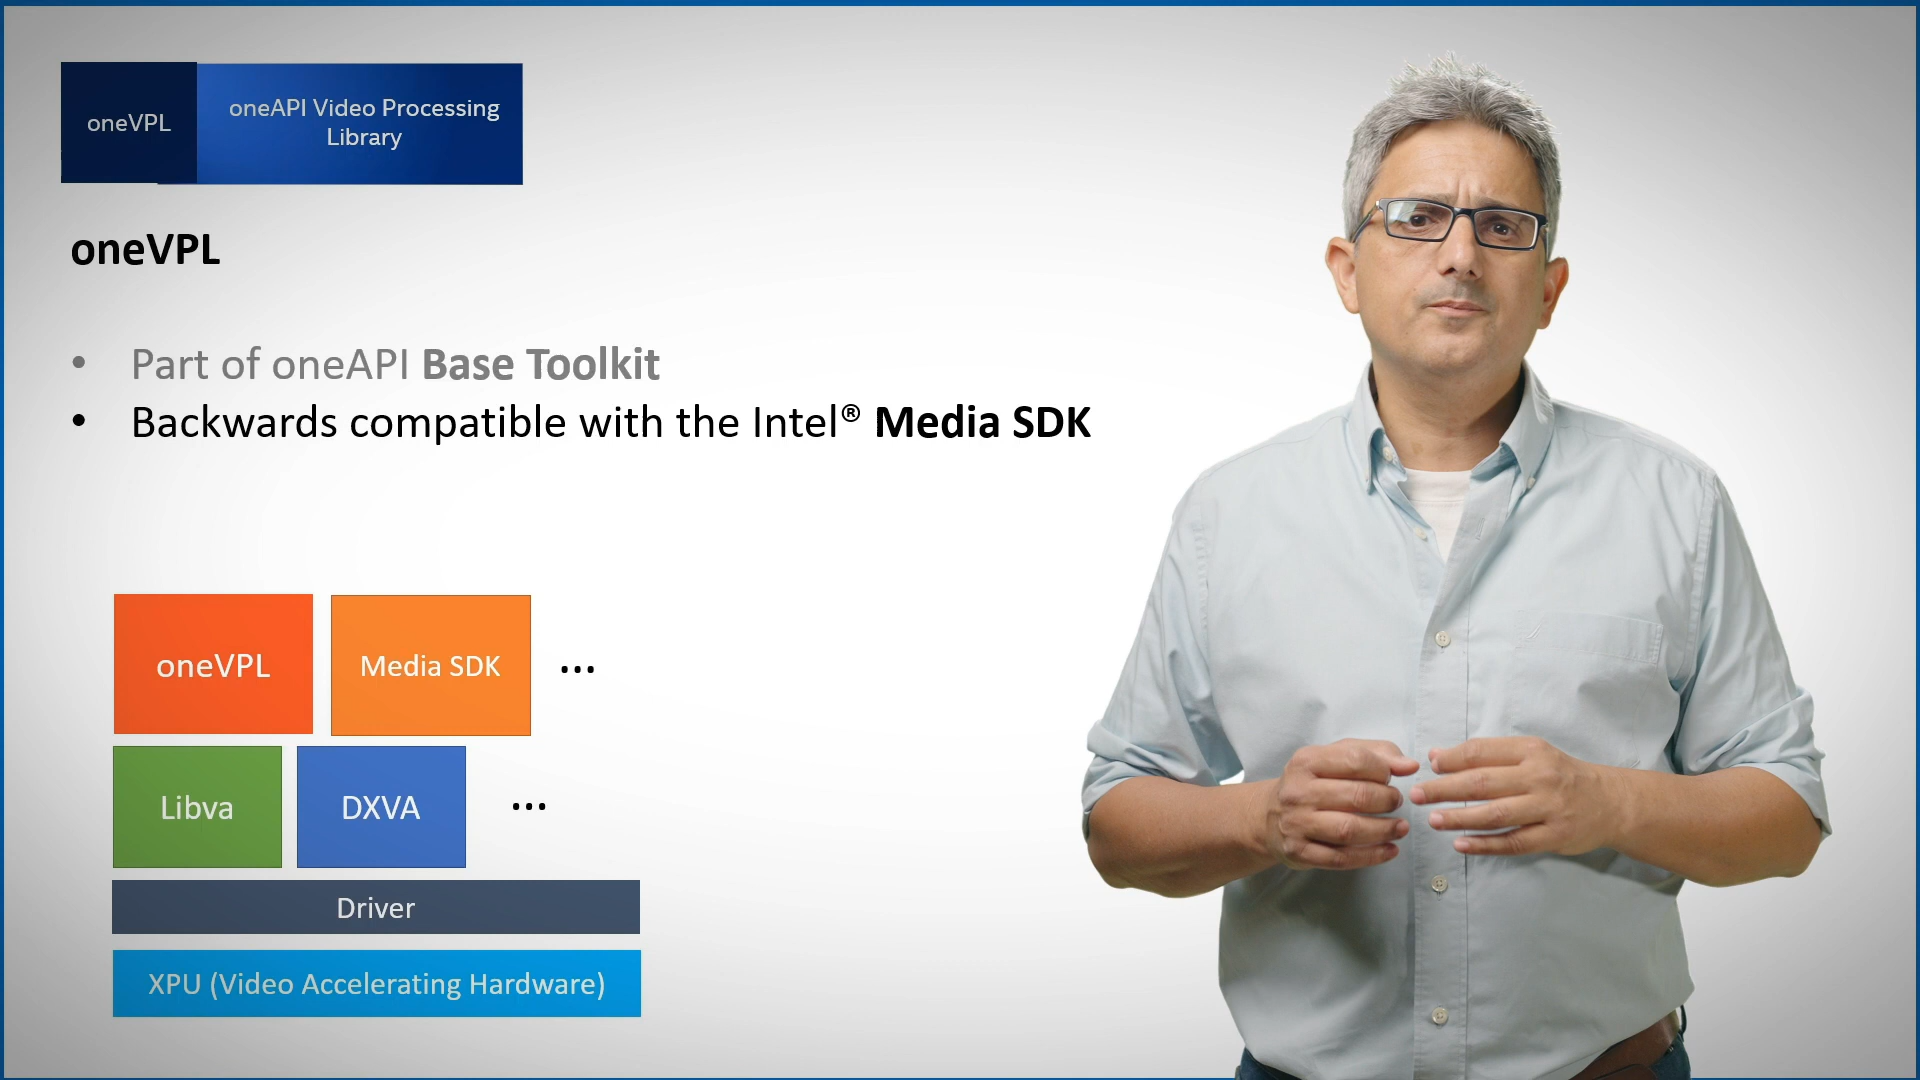 oneVPL
oneAPI Video Processing
Library
oneVPL
• Part of oneAPI Base Toolkit
• Backwards compatible with the Intel® Media SDK
oneVPL
Media SDK
...
Libva
DXVA
...
Driver
XPU (Video Accelerating Hardware)